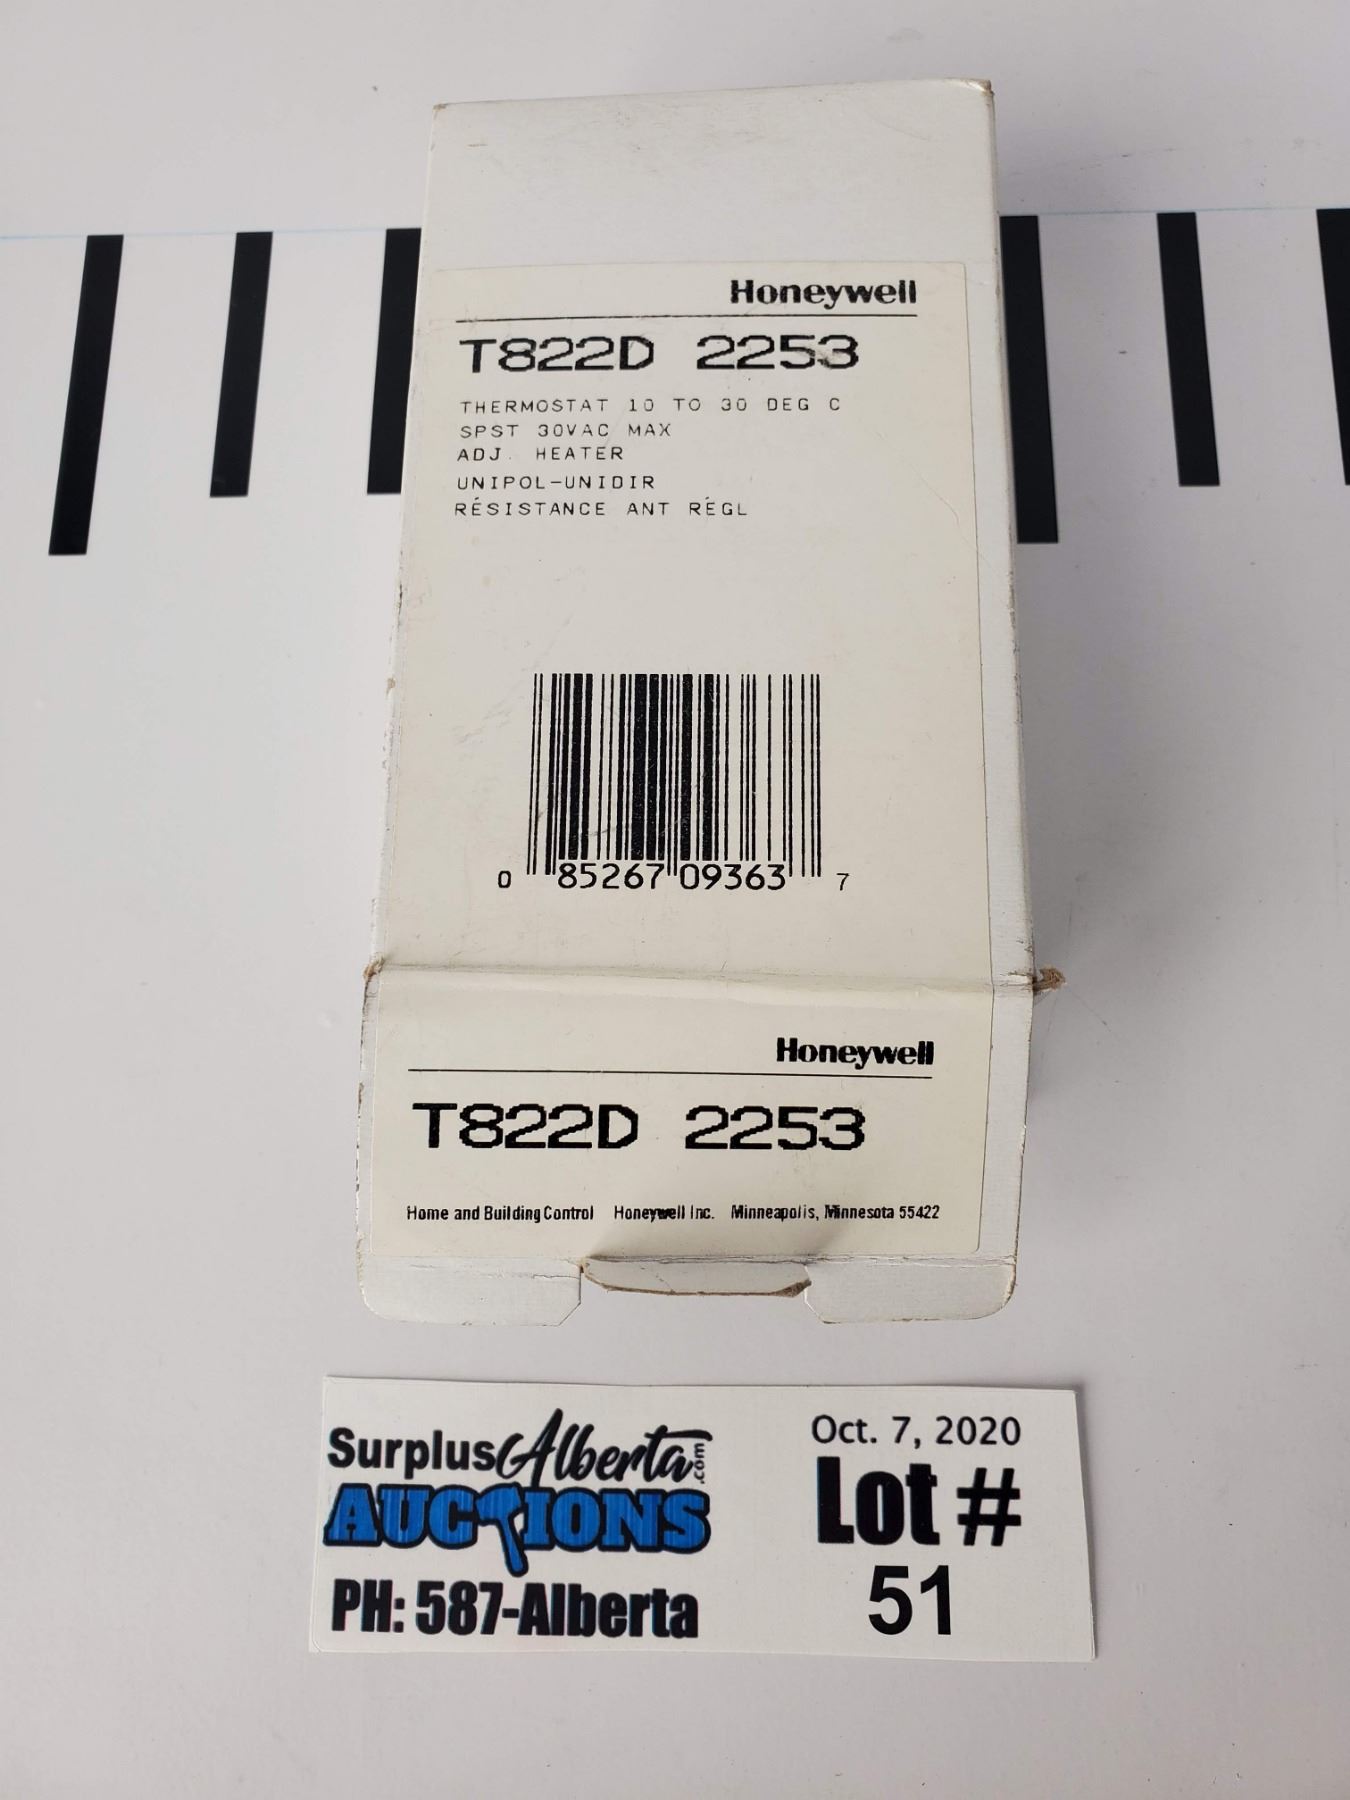 Honeywell
T822D 2253
THERMOSTAT 10 TO 30 DEG C
SPST 30VAC MAX
ADJ. HEATER
UNIPOL-UNIDIR
RÉSISTANCE ANT RÉGL
0 85267 09363 7
Honeywell
T822D 2253
Home and Building Control Honeywell Inc. Minneapolis, Minnesota 55422
SurplusAlberta.com
AUCTIONS
PH: 587-Alberta
Oct. 7, 2020
Lot #
51